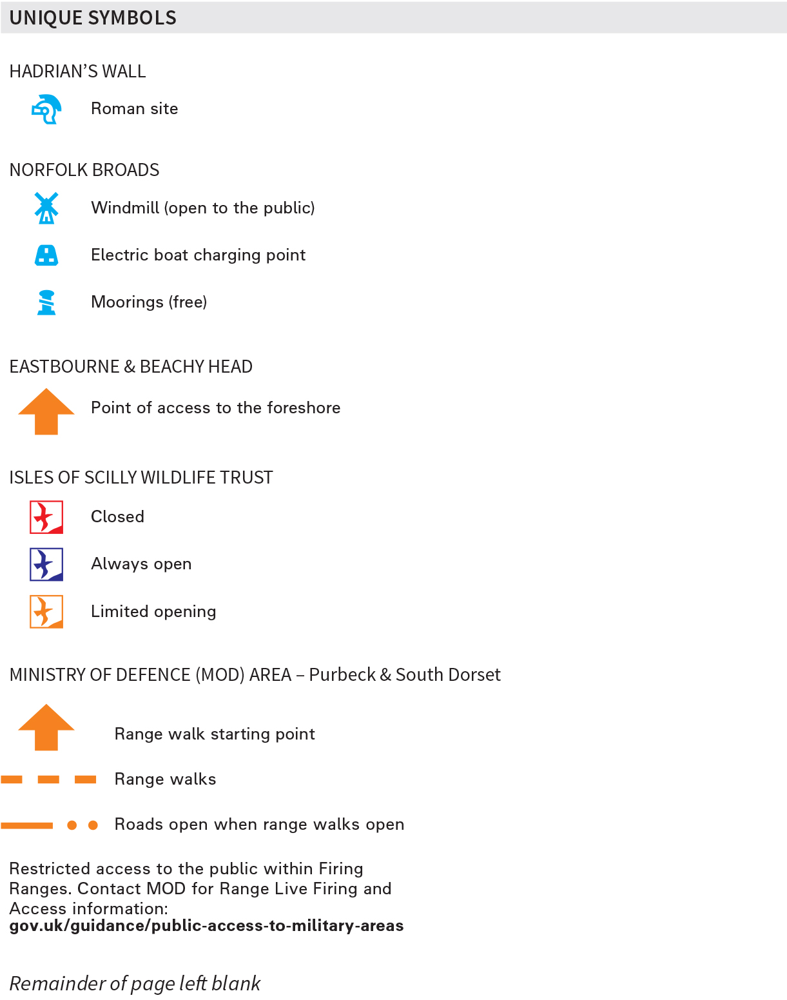 UNIQUE SYMBOLS
HADRIAN’S WALL
Roman site
NORFOLK BROADS
Windmill (open to the public)
Electric boat charging point
Moorings (free)
EASTBOURNE & BEACHY HEAD
Point of access to the foreshore
ISLES OF SCILLY WILDLIFE TRUST
Closed
Always open
Limited opening
MINISTRY OF DEFENCE (MOD) AREA – Purbeck & South Dorset
Range walk starting point
Range walks
Roads open when range walks open
Restricted access to the public within Firing
Ranges. Contact MOD for Range Live Firing and
Access information:
gov.uk/guidance/public-access-to-military-areas
Remainder of page left blank